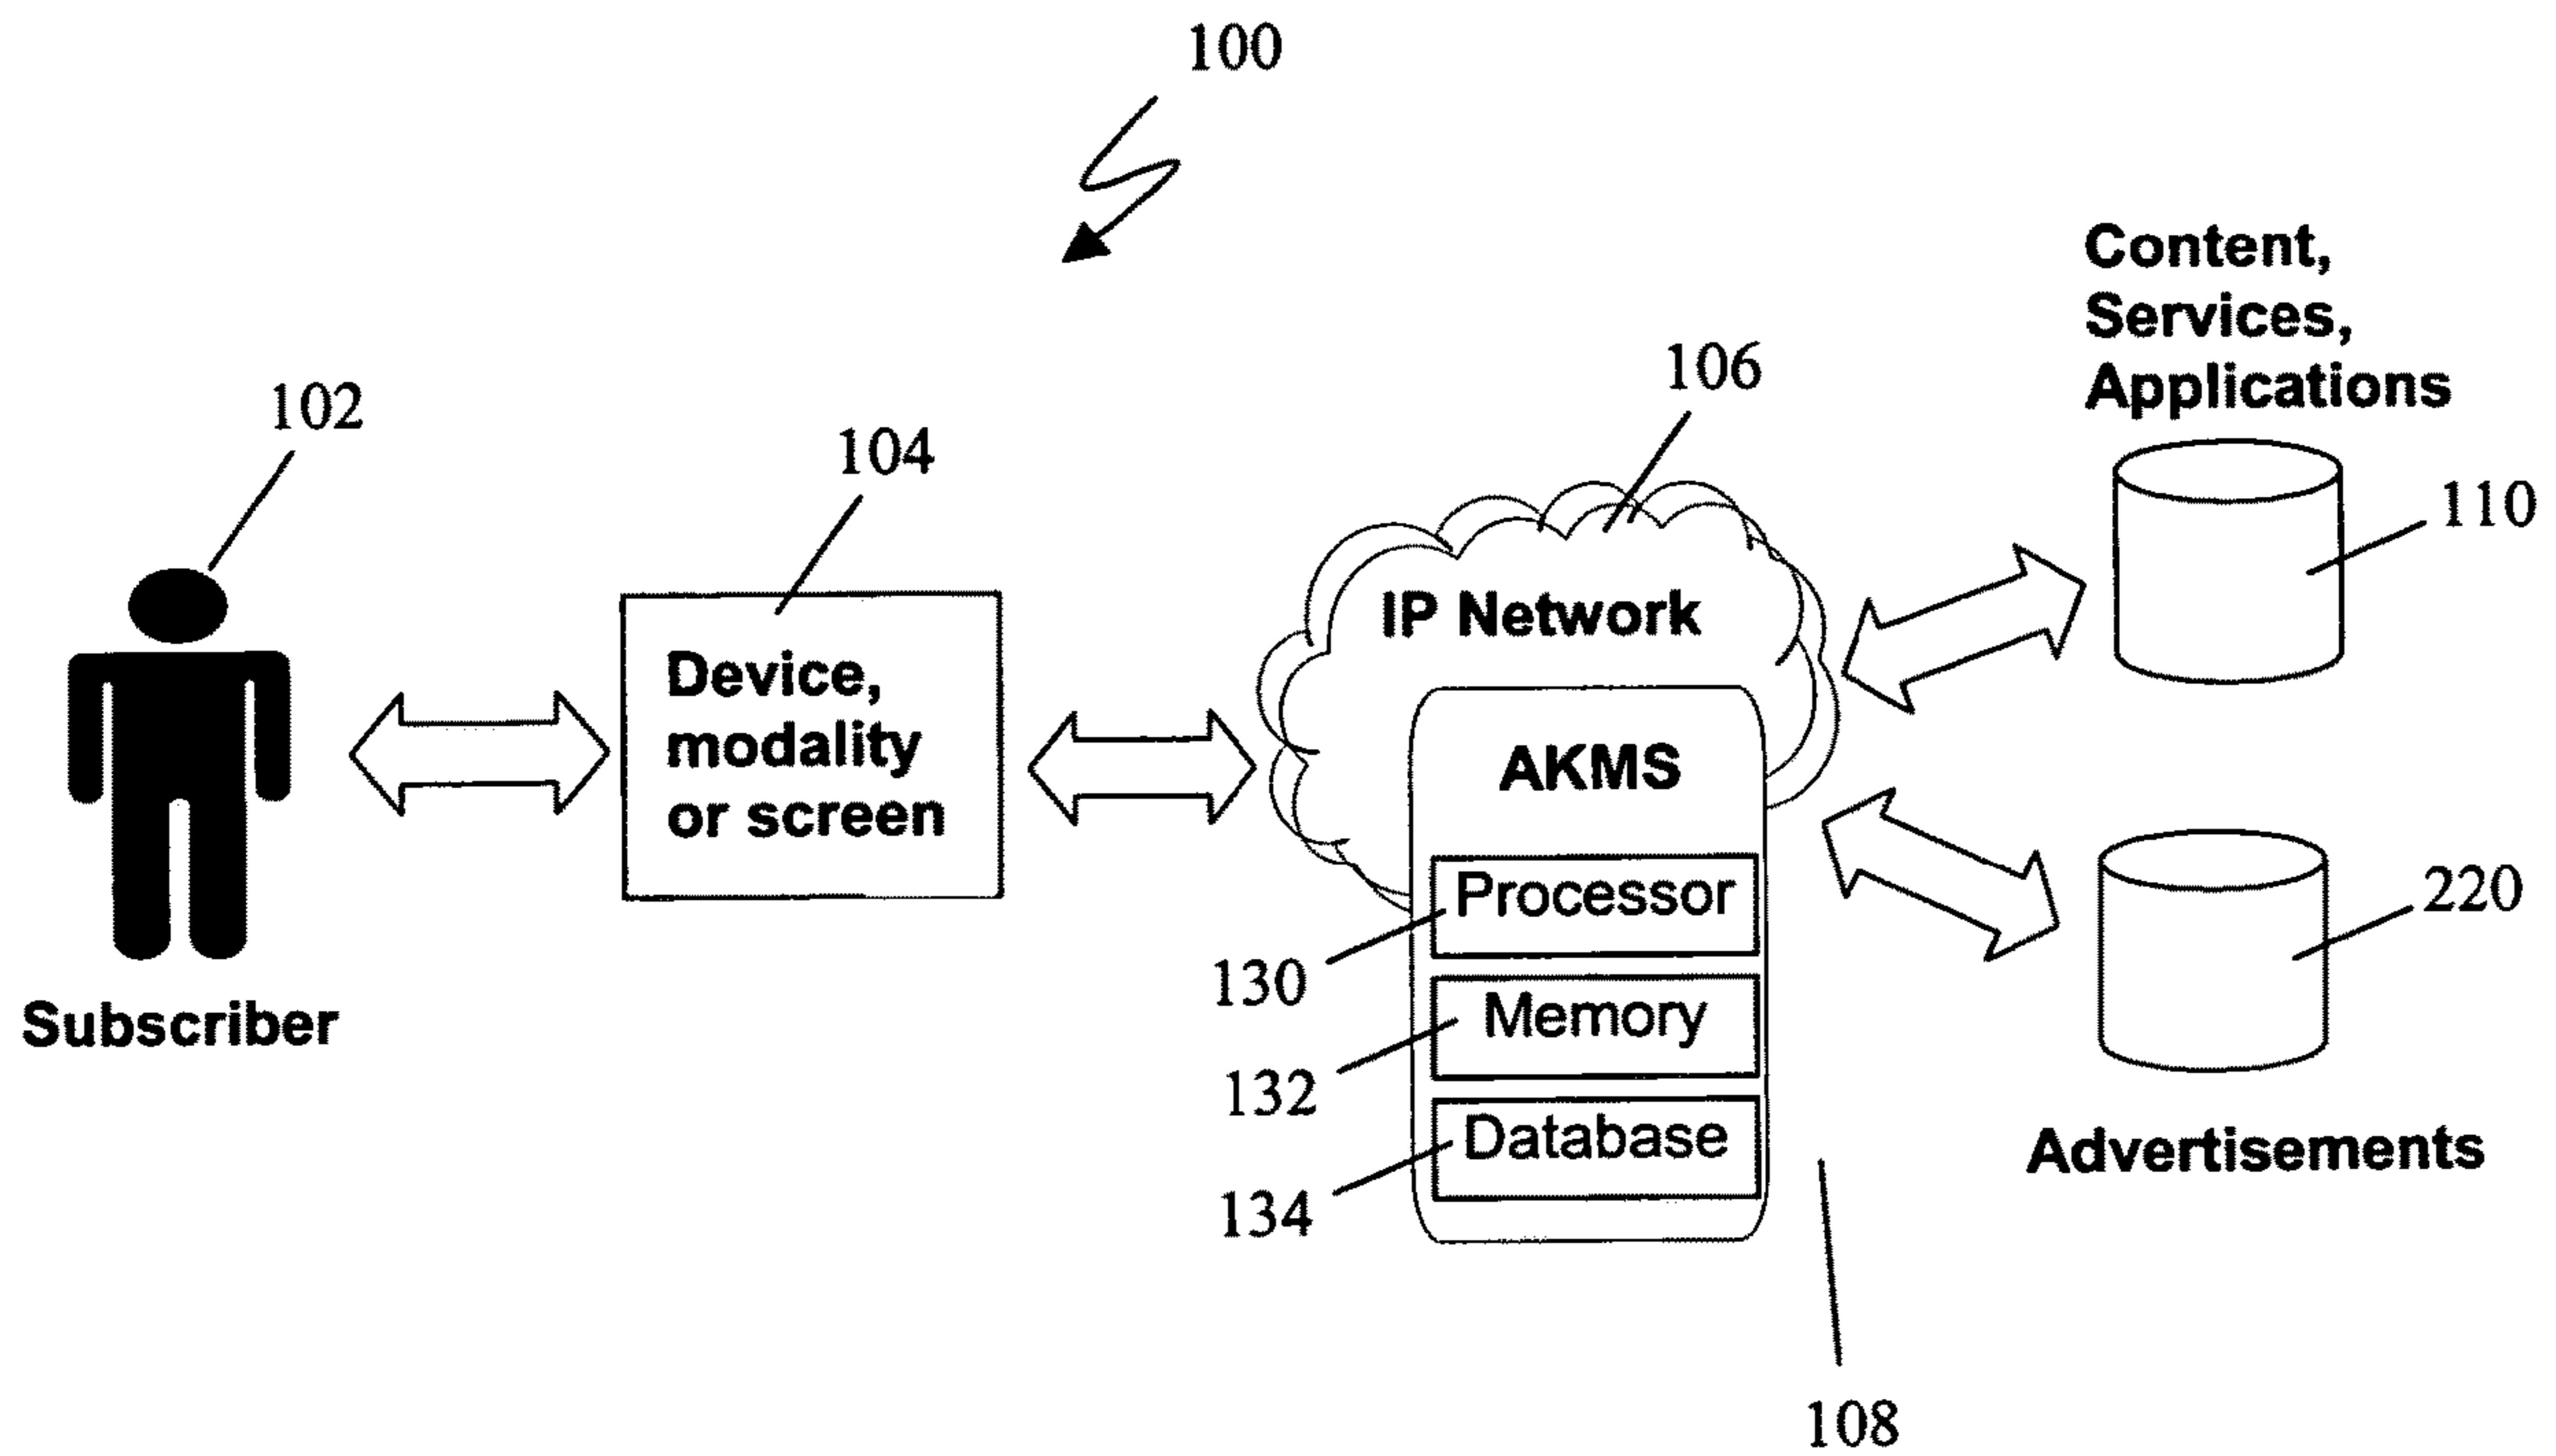 100
Content,
Services,
Applications
106
102
104
110
IP Network
Device,
modality
or screen
AKMS
Processor
220
130
Memory
Subscriber
132
Database
Advertisements
134
108